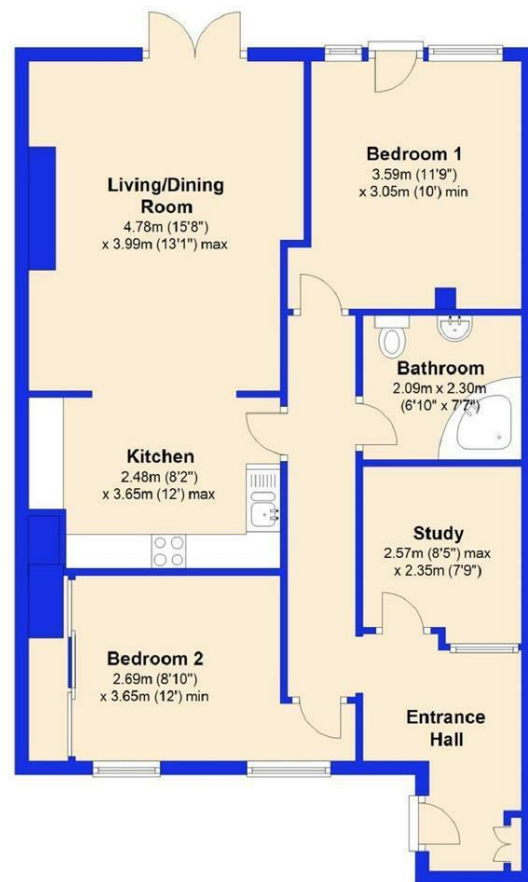 Living/Dining
Room
4.78m (15'8")
x 3.99m (13'1") max
Bedroom 1
3.59m (11'9")
x 3.05m (10') min
Bathroom
2.09m x 2.30m
(6'10" x 7'7")
Kitchen
2.48m (8'2")
x 3.65m (12') max
Study
2.57m (8'5") max
x 2.35m (7'9")
Bedroom 2
2.69m (8'10")
x 3.65m (12') min
Entrance
Hall